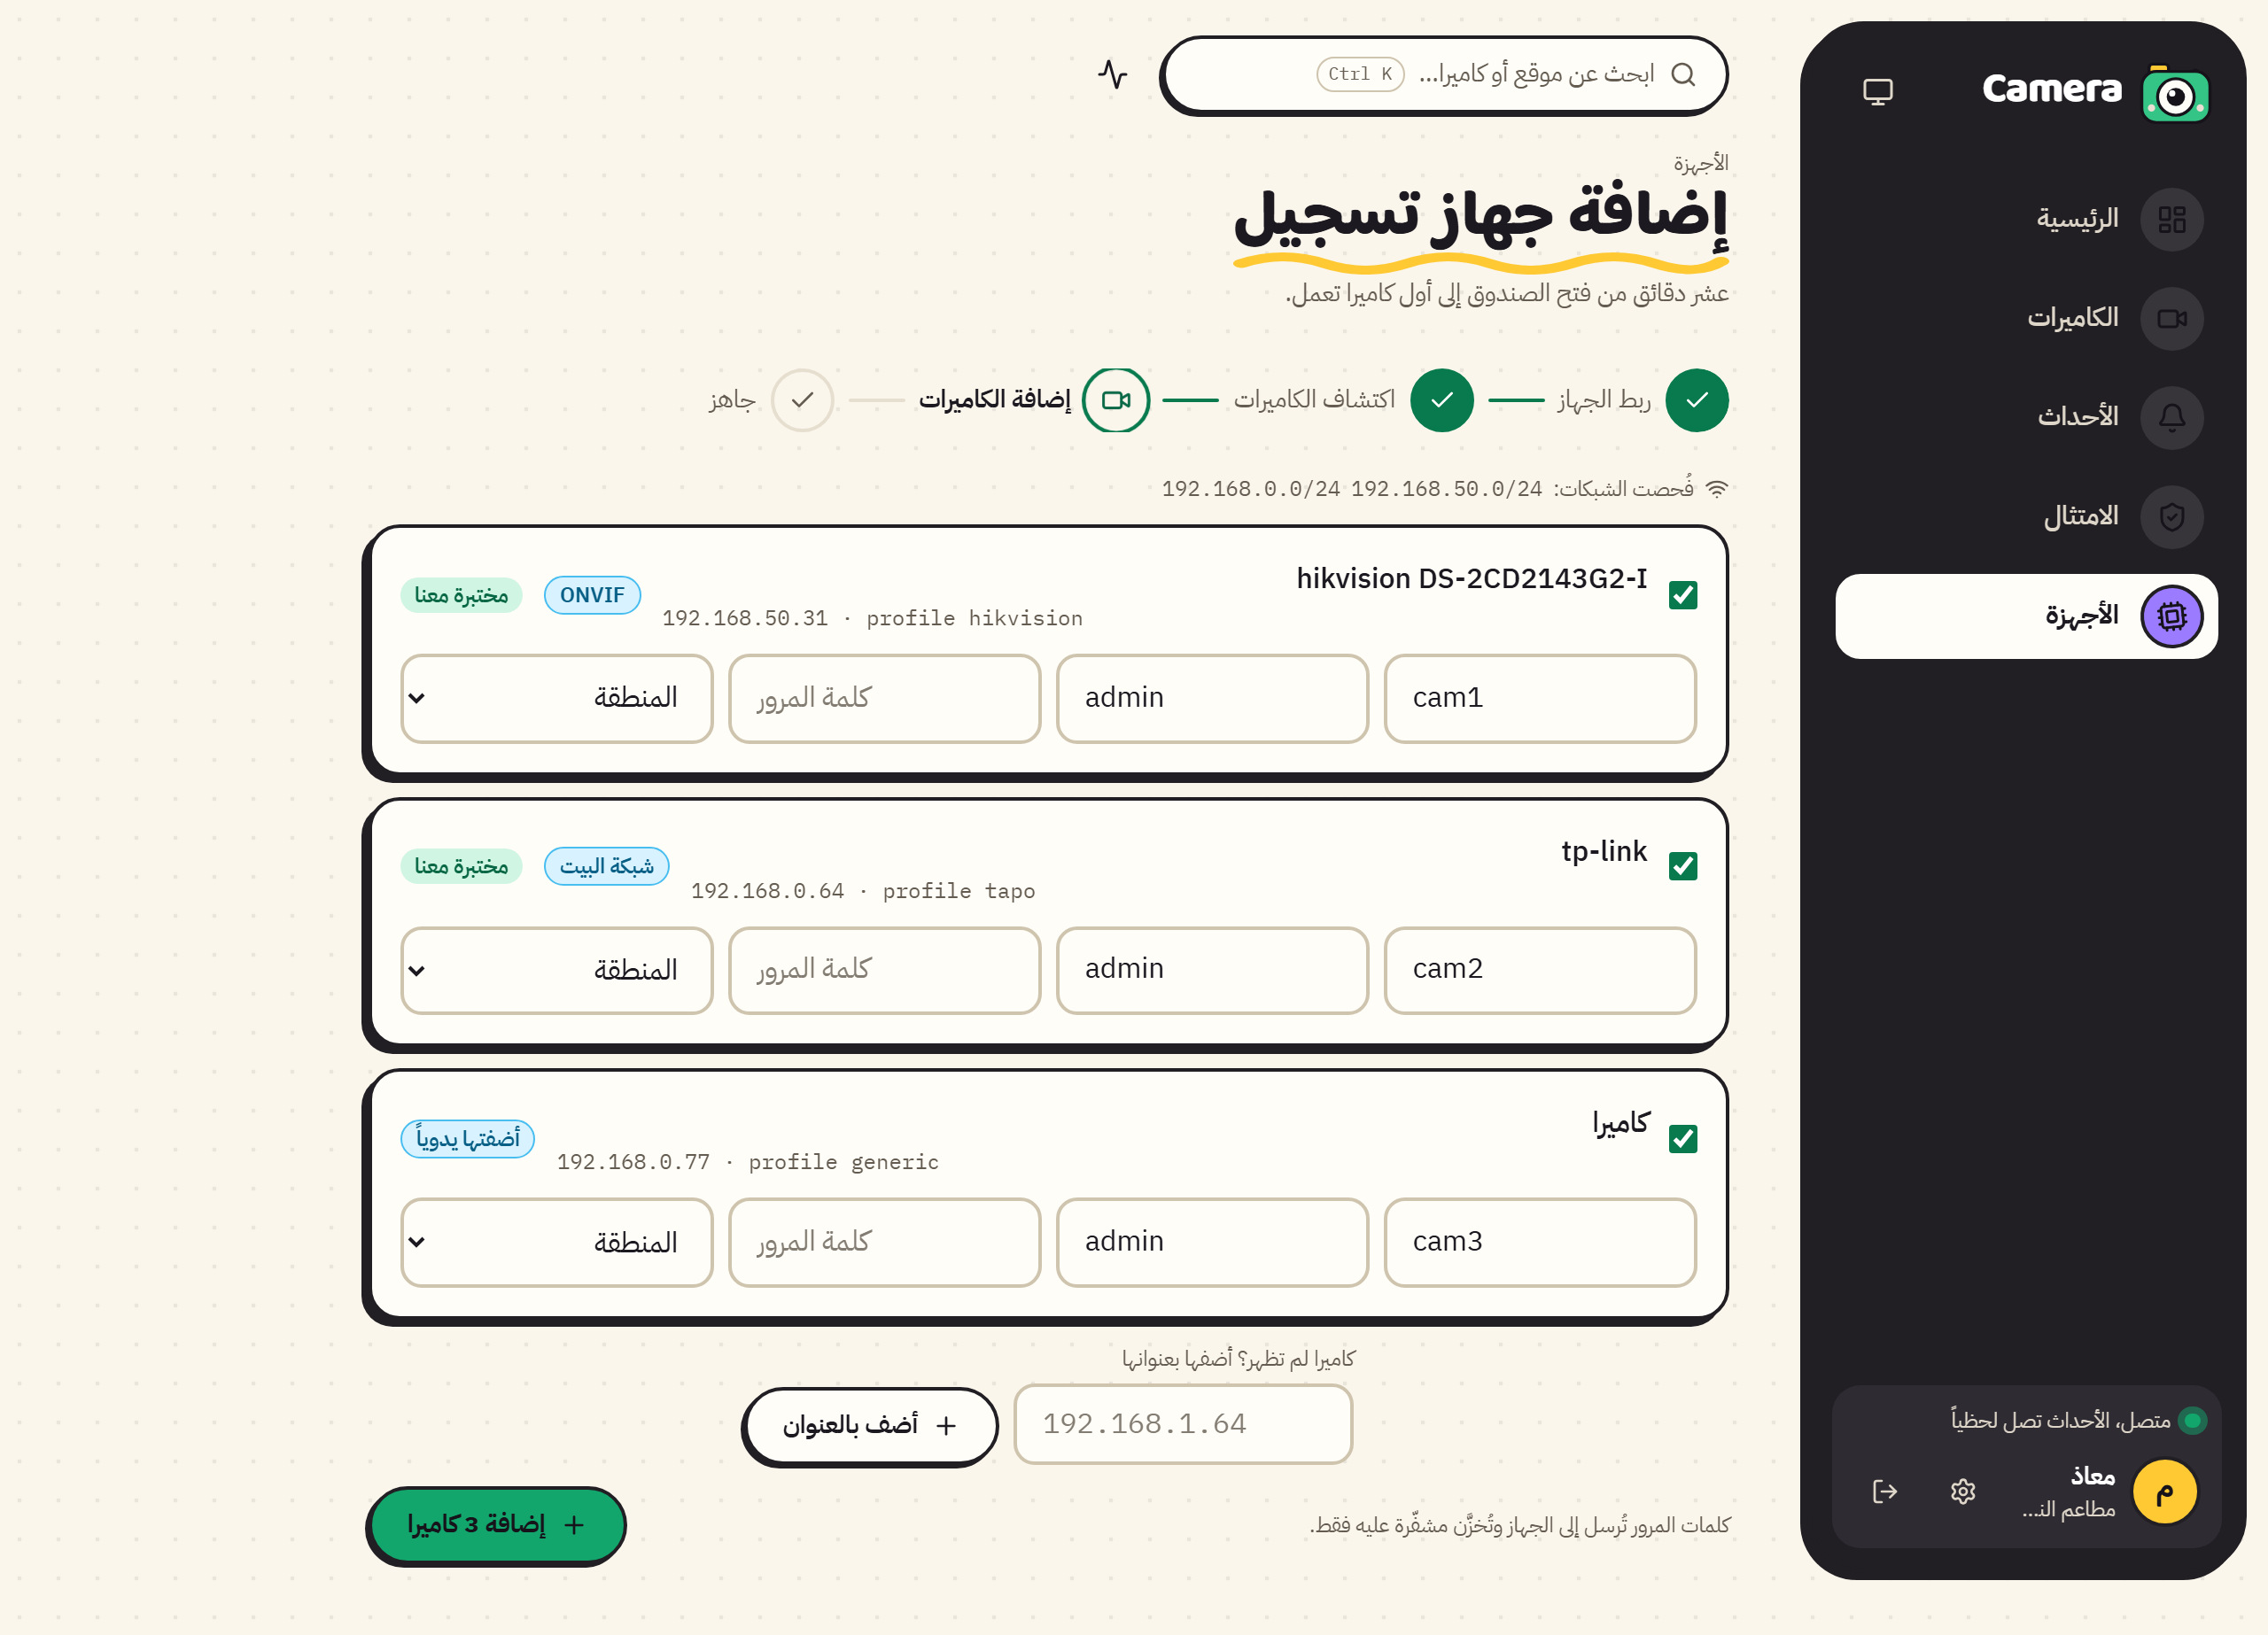 Camera
الرئيسية
الكاميرات
الأحداث
الامتثال
الأجهزة
متصل، الأحداث تصل لحظياً
م
معاذ
مطاعم الذ...
ابحث عن موقع أو كاميرا...
Ctrl K
الأجهزة
إضافة جهاز تسجيل
عشر دقائق من فتح الصندوق إلى أول كاميرا تعمل.
ربط الجهاز
اكتشاف الكاميرات
إضافة الكاميرات
جاهز
فُحصت الشبكات: 192.168.50.0/24 192.168.0.0/24
hikvision DS-2CD2143G2-I
192.168.50.31 · profile hikvision
ONVIF
مختبرة معنا
cam1
admin
كلمة المرور
المنطقة
tp-link
192.168.0.64 · profile tapo
شبكة البيت
مختبرة معنا
cam2
admin
كلمة المرور
المنطقة
كاميرا
192.168.0.77 · profile generic
أضفتها يدوياً
cam3
admin
كلمة المرور
المنطقة
كاميرا لم تظهر؟ أضفها بعنوانها
192.168.1.64
أضف بالعنوان
كلمات المرور تُرسل إلى الجهاز وتُخزَّن مشفّرة عليه فقط.
إضافة 3 كاميرا